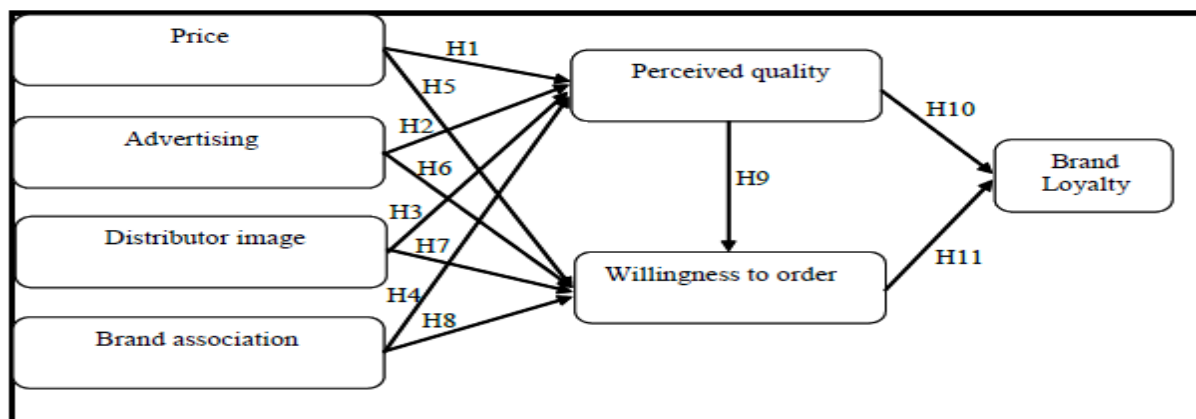 Price
H1
Perceived quality
H5
H10
H2
Advertising
H6
Brand
Loyalty
H9
H3
Distributor image
H7
Willingness to order
H11
H4
H8
Brand association